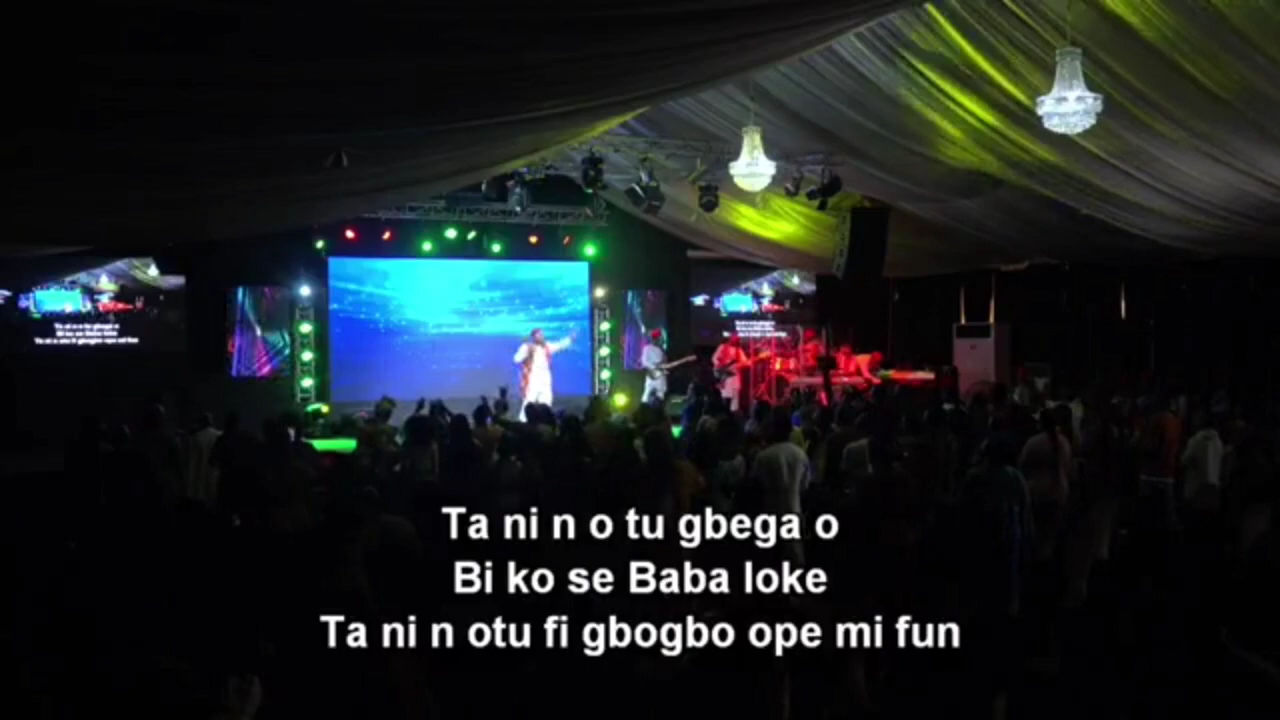 Ta ni n o tu gbega o
Bi ko se Baba loke
Ta ni n otu fi gbogbo ope mi fun